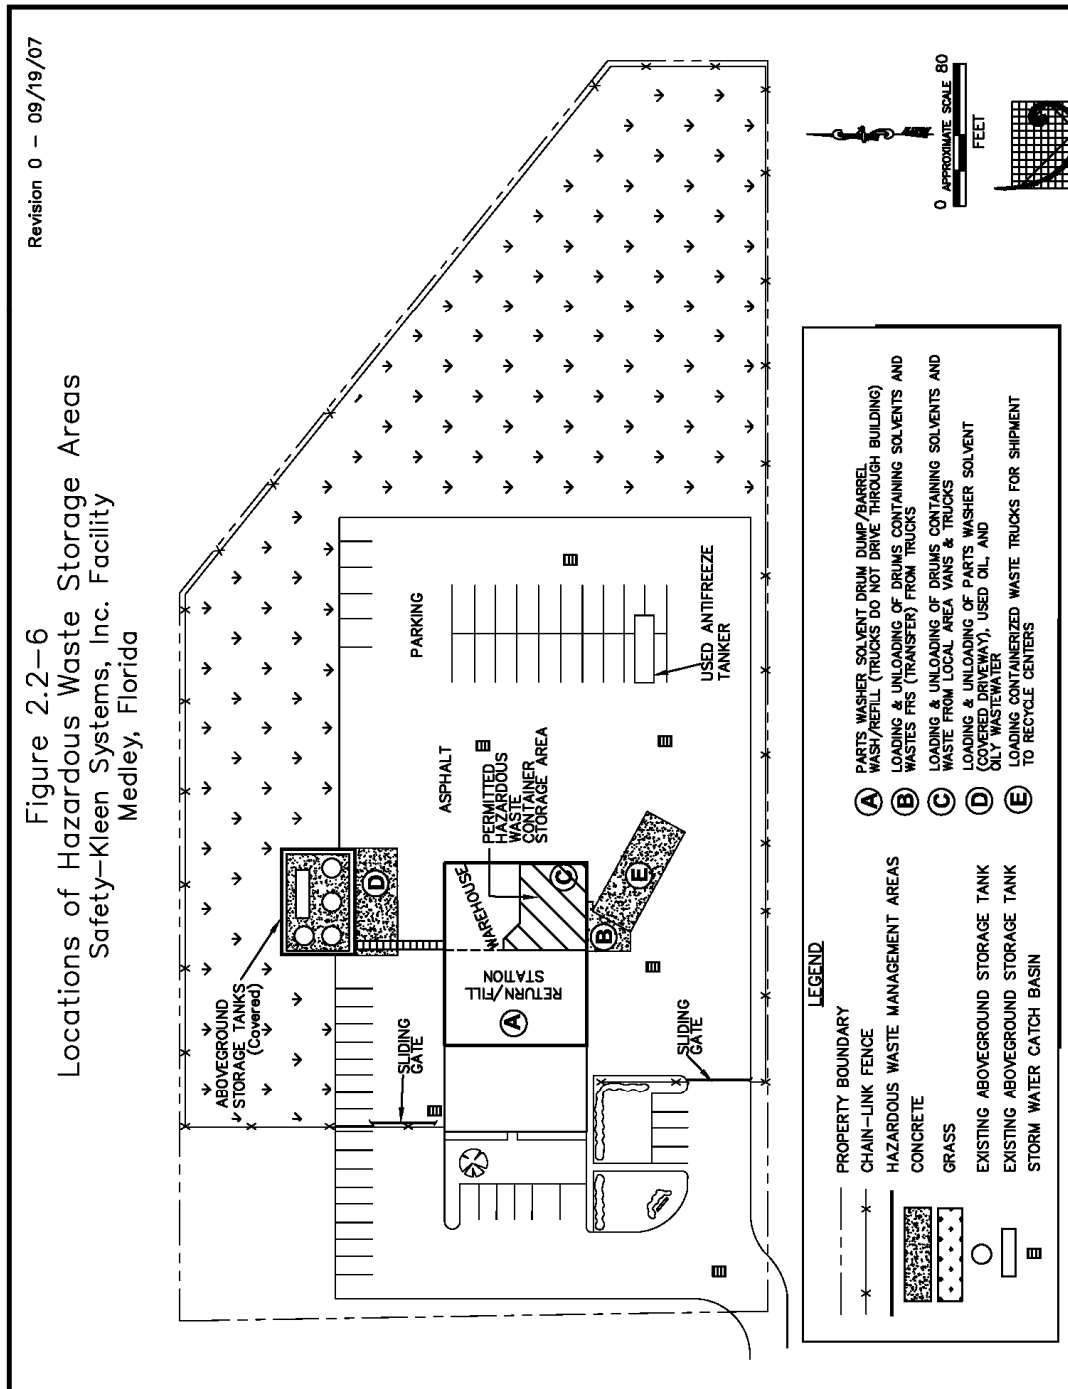 Revision 0 - 09/19/07
Figure 2.2-6
Locations of Hazardous Waste Storage Areas
Safety-Kleen Systems, Inc. Facility
Medley, Florida
ABOVEGROUND
STORAGE TANKS
(Covered)
D
SLIDING
GATE
ASPHALT
PARKING
PERMITTED
HAZARDOUS
WASTE
CONTAINER
STORAGE AREA
WAREHOUSE
RETURN/FILL
STATION
A
C
B
E
USED ANTIFREEZE
TANKER
SLIDING
GATE
0 APPROXIMATE SCALE 80
FEET
LEGEND
PROPERTY BOUNDARY
CHAIN-LINK FENCE
HAZARDOUS WASTE MANAGEMENT AREAS
CONCRETE
GRASS
EXISTING ABOVEGROUND STORAGE TANK
EXISTING ABOVEGROUND STORAGE TANK
STORM WATER CATCH BASIN
A PARTS WASHER SOLVENT DRUM DUMP/BARREL
WASH/REFILL (TRUCKS DO NOT DRIVE THROUGH BUILDING)
B LOADING & UNLOADING OF DRUMS CONTAINING SOLVENTS AND
WASTES FRS (TRANSFER) FROM TRUCKS
C LOADING & UNLOADING OF DRUMS CONTAINING SOLVENTS AND
WASTE FROM LOCAL AREA VANS & TRUCKS
D LOADING & UNLOADING OF PARTS WASHER SOLVENT
(COVERED DRIVEWAY), USED OIL, AND
OILY WASTEWATER
E LOADING CONTAINERIZED WASTE TRUCKS FOR SHIPMENT
TO RECYCLE CENTERS